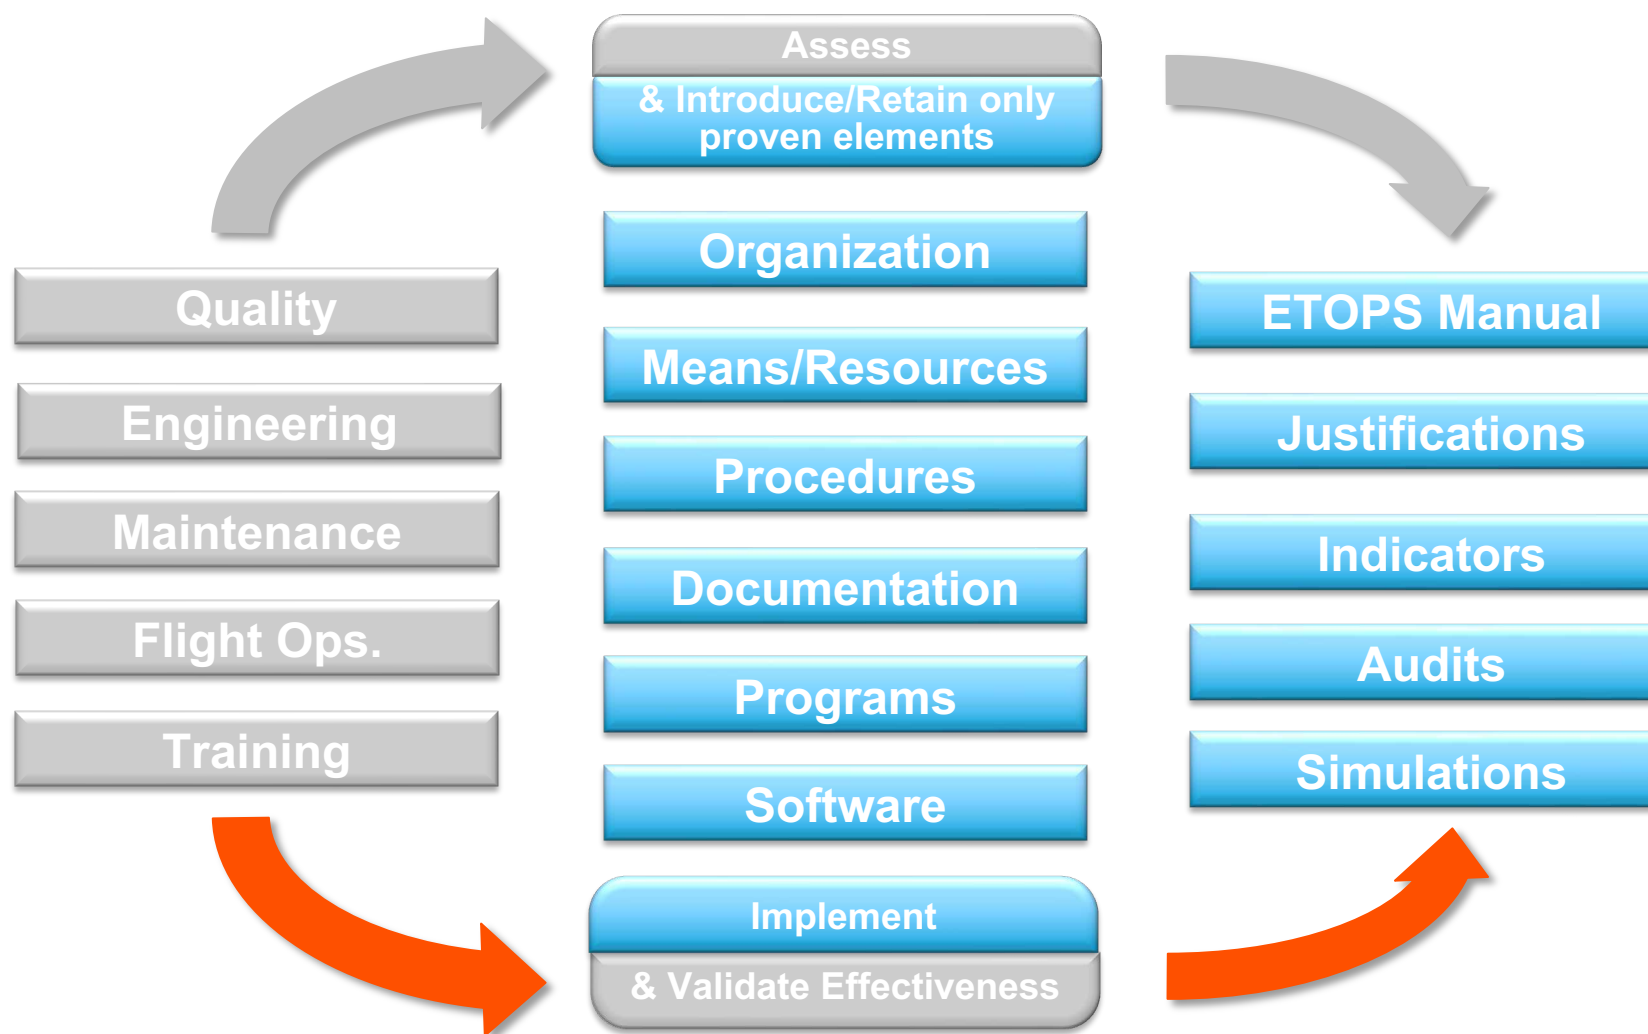 Assess
& Introduce/Retain only
proven elements
Quality
Engineering
Maintenance
Flight Ops.
Training
Organization
Means/Resources
Procedures
Documentation
Programs
Software
Implement
& Validate Effectiveness
ETOPS Manual
Justifications
Indicators
Audits
Simulations